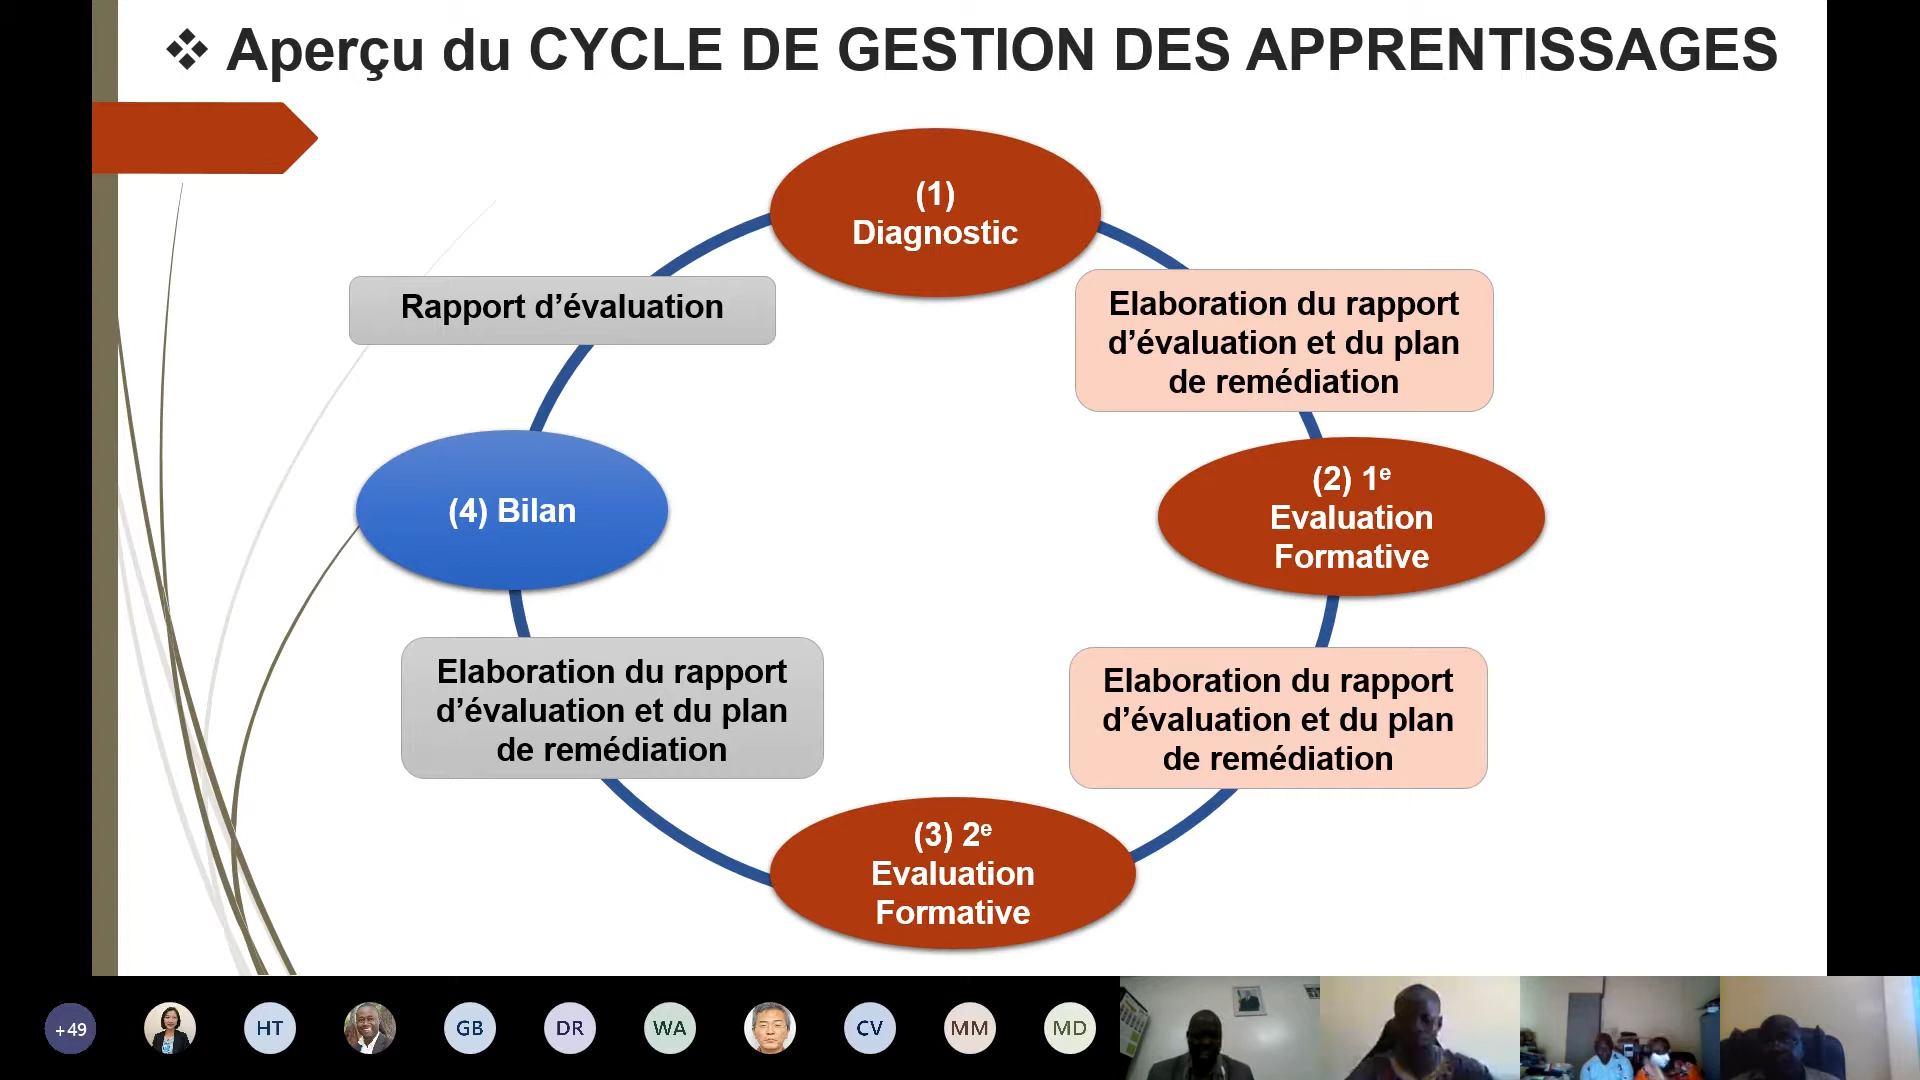 ❖ Aperçu du CYCLE DE GESTION DES APPRENTISSAGES
(1)
Diagnostic
Elaboration du rapport
d’évaluation et du plan
de remédiation
(2) 1e
Evaluation
Formative
Elaboration du rapport
d’évaluation et du plan
de remédiation
(3) 2e
Evaluation
Formative
Elaboration du rapport
d’évaluation et du plan
de remédiation
(4) Bilan
Rapport d’évaluation
+49
HT
GB
DR
WA
CV
MM
MD